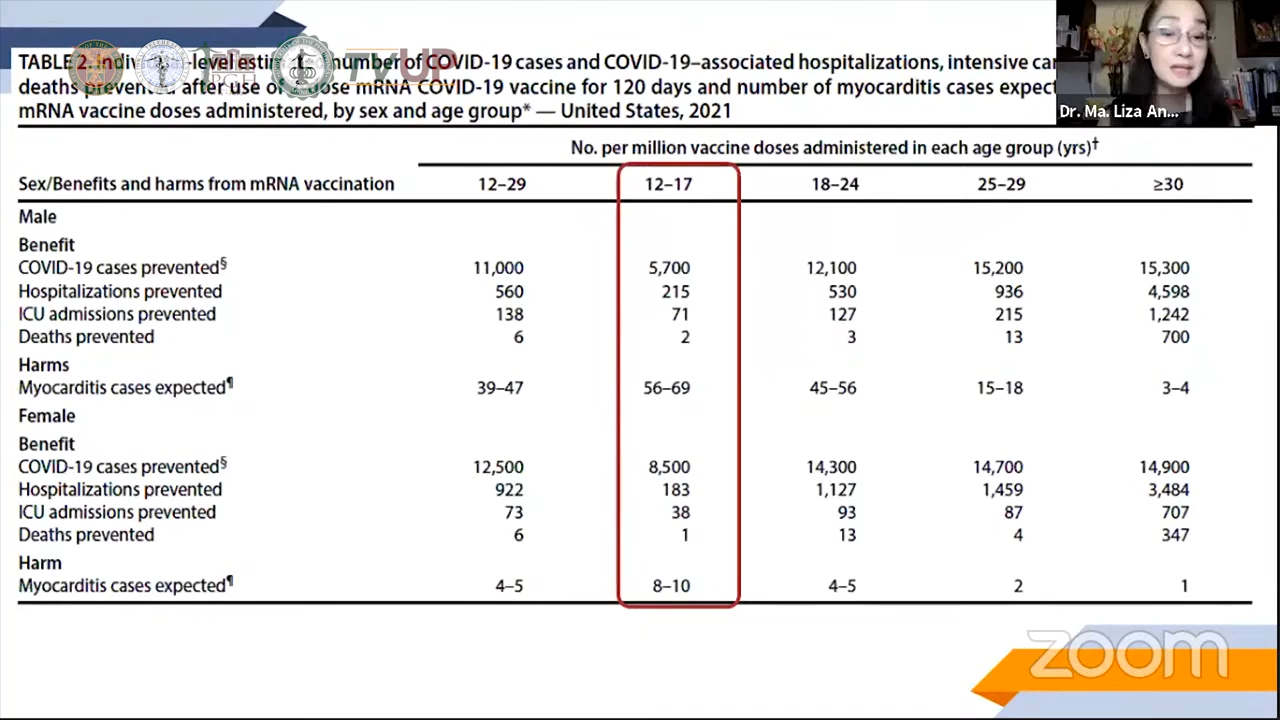 TABLE 2. Indiv -level esti number of COVID-19 cases and COVID-19–associated hospitalizations, intensive car
deaths preve after use of dose mRNA COVID-19 vaccine for 120 days and number of myocarditis cases expect
mRNA vaccine doses administered, by sex and age group* — United States, 2021
TVUP
PGH
Dr. Ma. Liza An...
No. per million vaccine doses administered in each age group (yrs)†
Sex/Benefits and harms from mRNA vaccination 12–29 12–17 18–24 25–29 ≥30
Male
Benefit
COVID-19 cases prevented§ 11,000 5,700 12,100 15,200 15,300
Hospitalizations prevented 560 215 530 936 4,598
ICU admissions prevented 138 71 127 215 1,242
Deaths prevented 6 2 3 13 700
Harms
Myocarditis cases expected¶ 39–47 56–69 45–56 15–18 3–4
Female
Benefit
COVID-19 cases prevented§ 12,500 8,500 14,300 14,700 14,900
Hospitalizations prevented 922 183 1,127 1,459 3,484
ICU admissions prevented 73 38 93 87 707
Deaths prevented 6 1 13 4 347
Harm
Myocarditis cases expected¶ 4–5 8–10 4–5 2 1
zoom